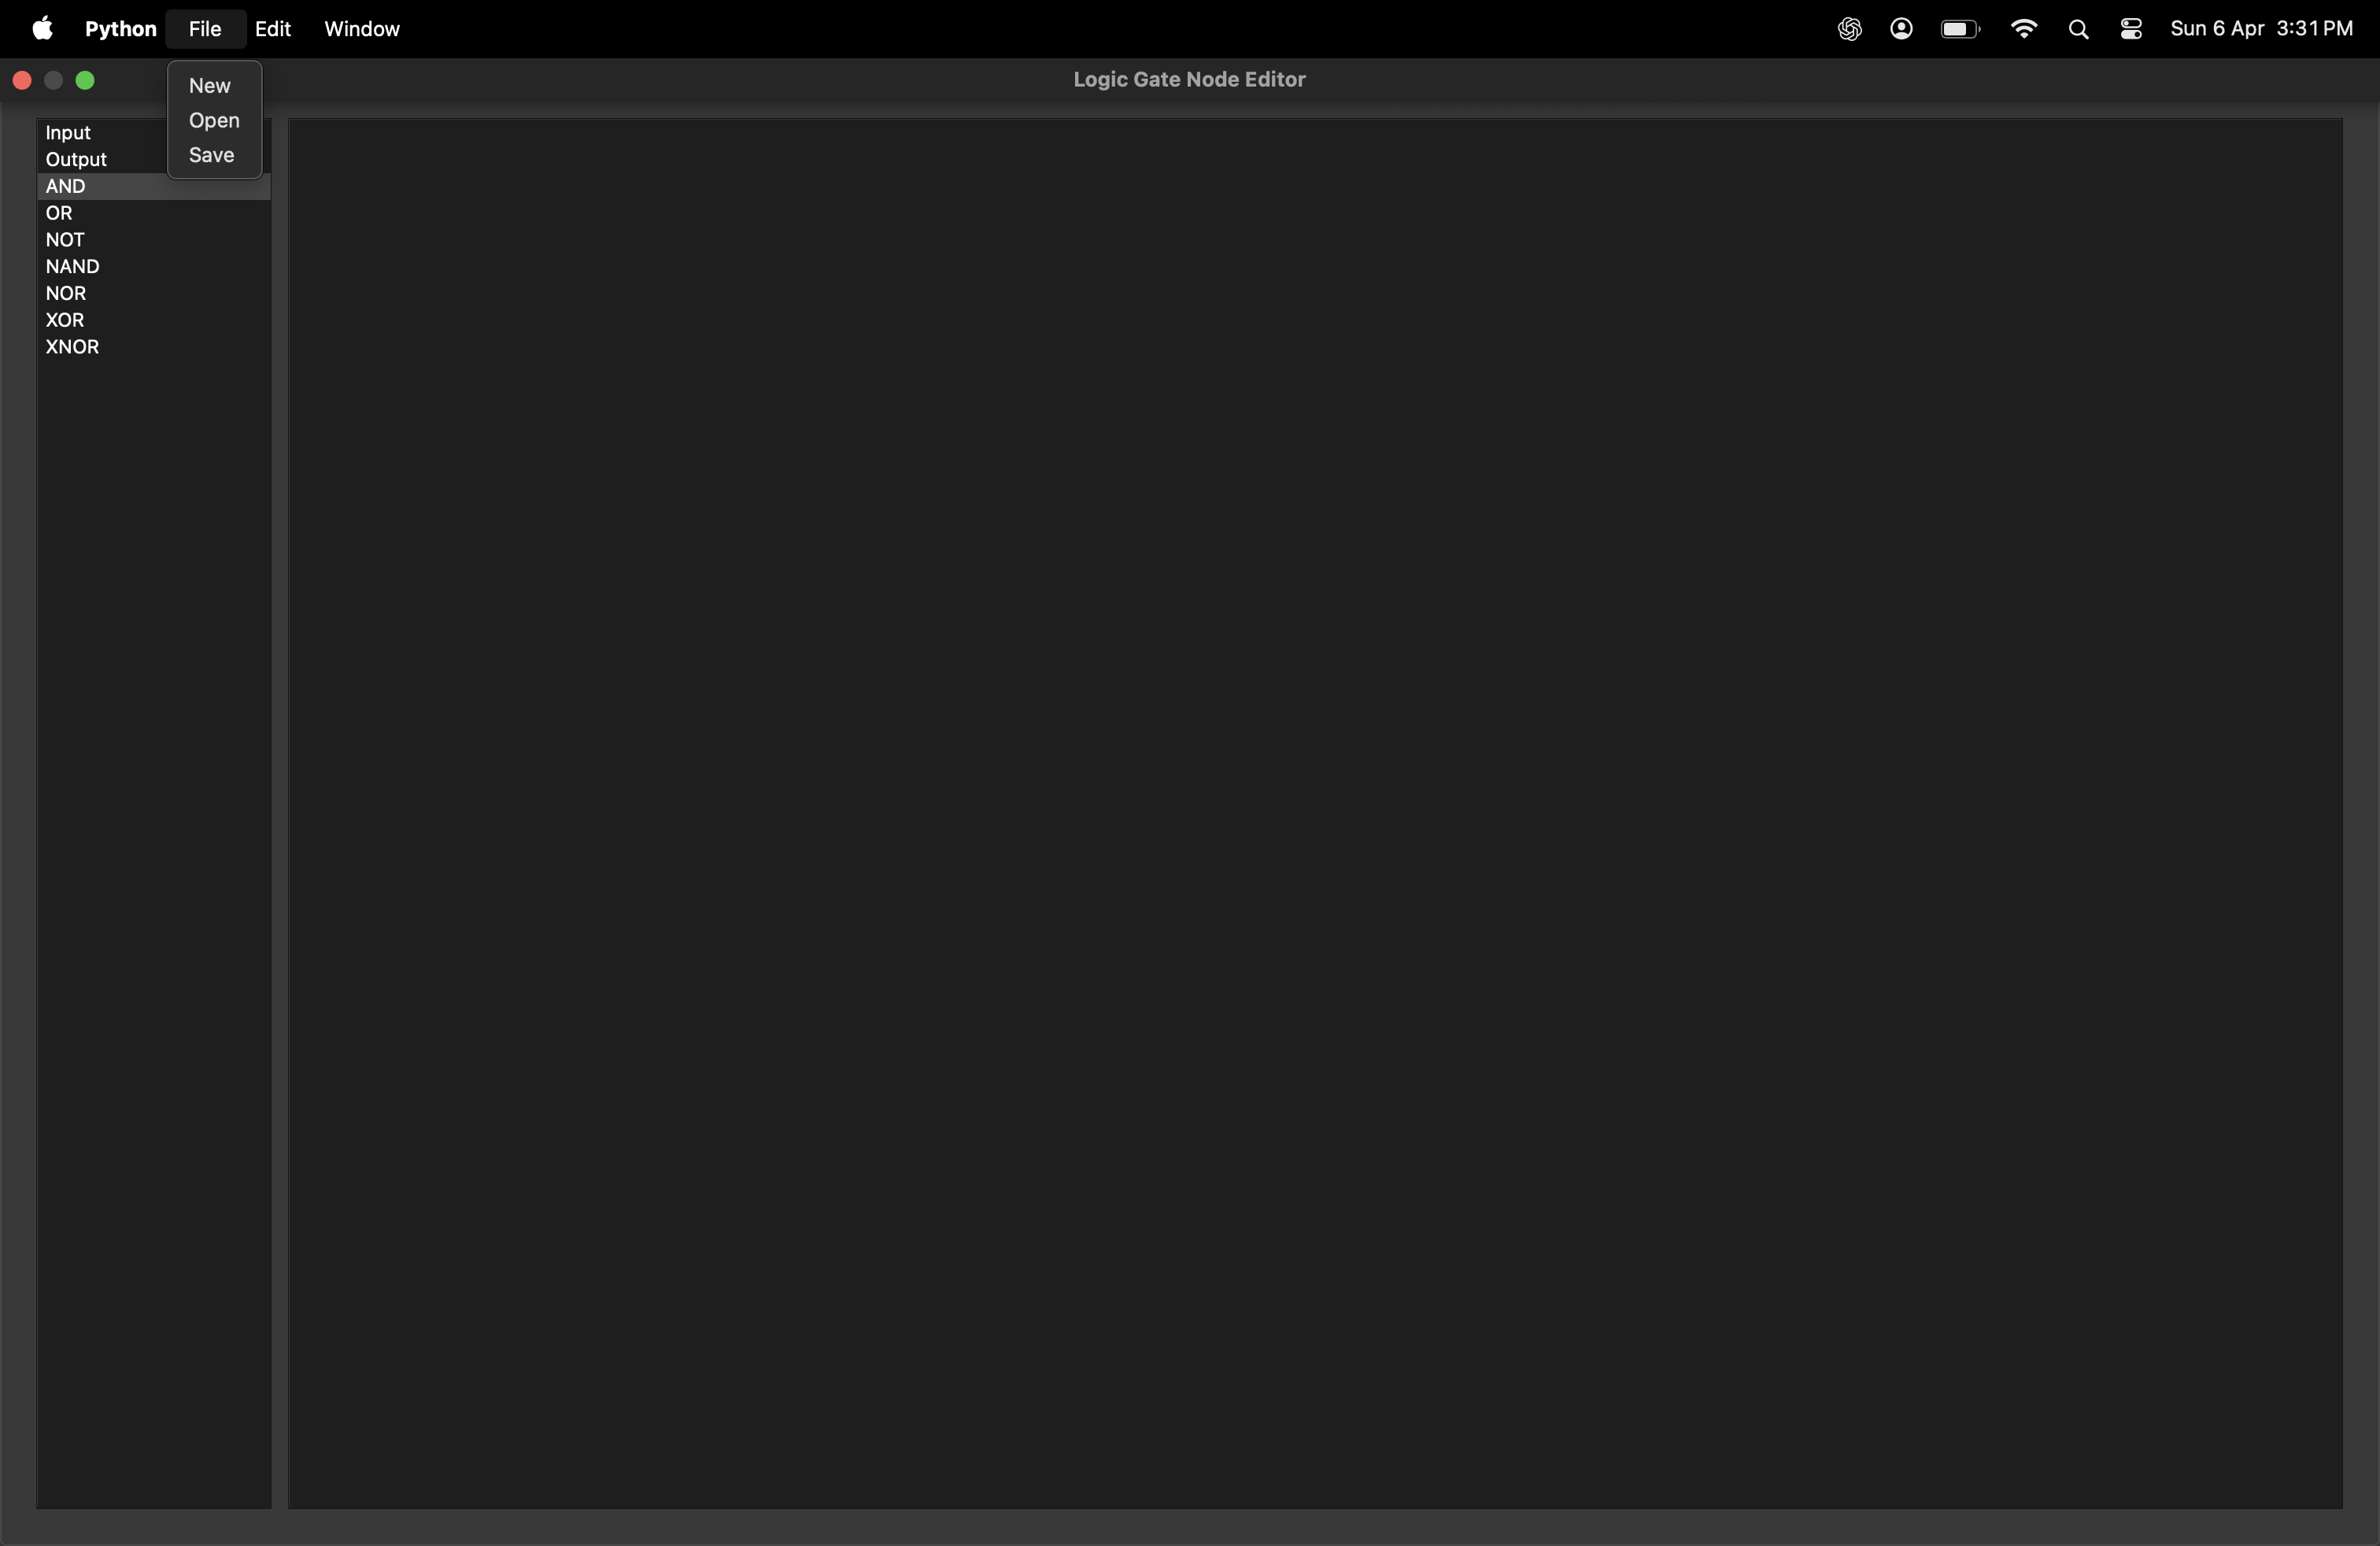 Python File Edit Window Sun 6 Apr 3:31 PM
Logic Gate Node Editor
New
Open
Save
Input
Output
AND
OR
NOT
NAND
NOR
XOR
XNOR